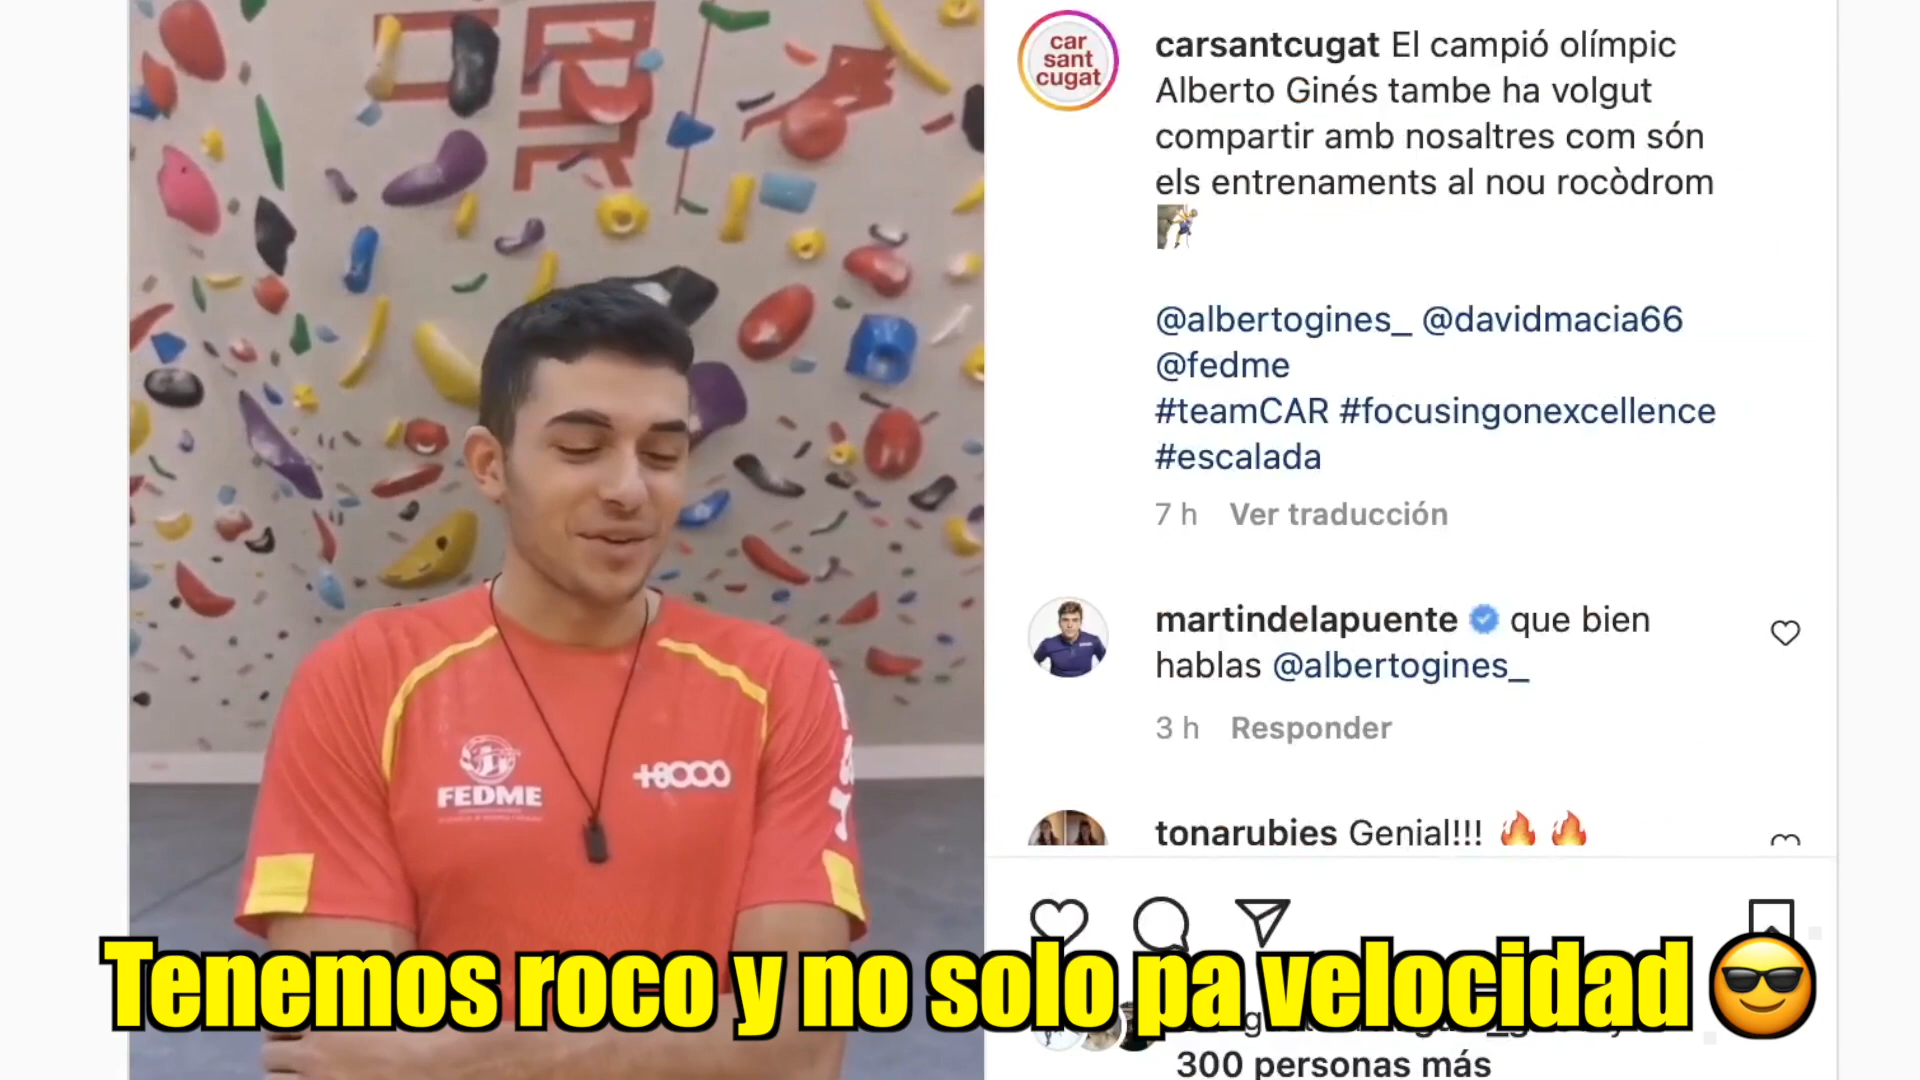 car
sant
cugat
carsantcugat El campió olímpic
Alberto Ginés tambe ha volgut
compartir amb nosaltres com són
els entrenaments al nou rocòdrom
@albertogines_ @davidmacia66
@fedme
#teamCAR #focusingonexcellence
#escalada
7 h Ver traducción
martindelapuente que bien
hablas @albertogines_
3 h Responder
tonarubies Genial!!! 🔥 🔥
FEDME
+8000
Tenemos roco y no solo pa velocidad 😎
300 personas más